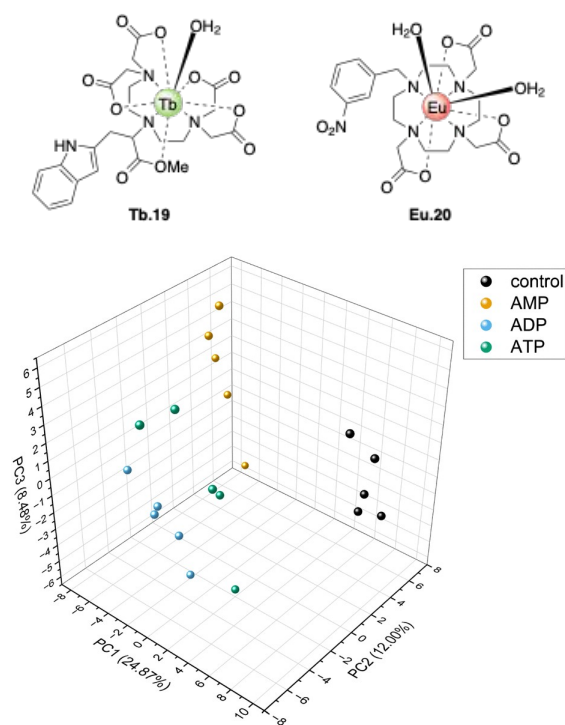 O
O
OH2
N
O
O
O
O
Tb
N
N
O
O
HN
O
OMe
Tb.19
H2O
O
O
N
N
OH2
Eu
O2N
N
N
O
O
O
O
Eu.20
control
AMP
ADP
ATP
6
5
4
3
2
1
0
-1
-2
-3
-4
-5
-6
PC3 (8.48%)
-8
-6
-4
-2
0
2
4
6
8
10
PC1 (24.87%)
-8
-6
-4
-2
0
2
4
6
8
PC2 (12.00%)